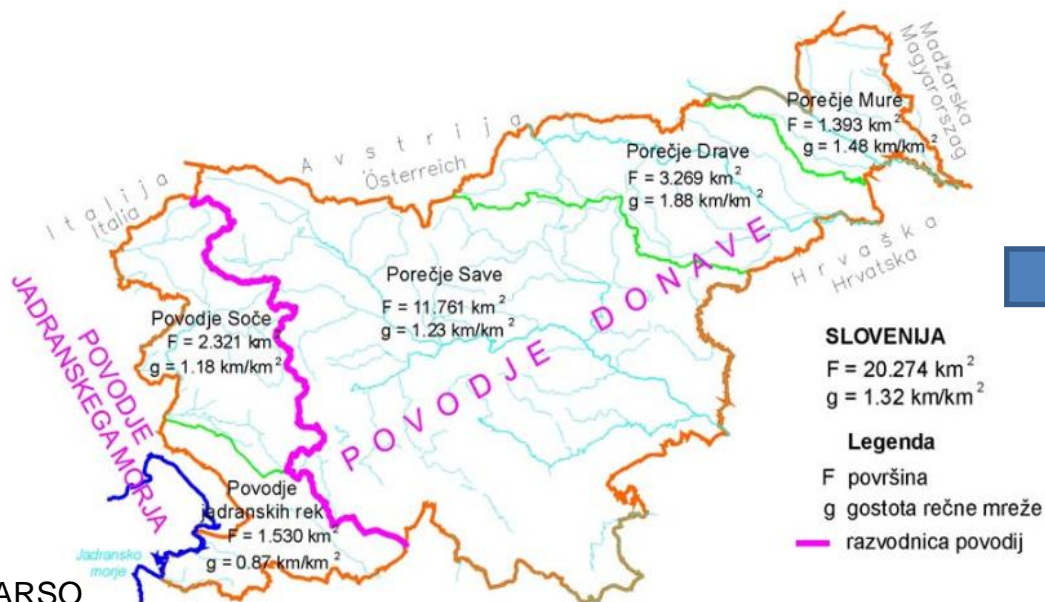 Madžarska
Magyarország
Porečje Mure
F = 1.393 km²
g = 1.48 km/km²
Avstrija
Österreich
Porečje Drave
F = 3.269 km²
g = 1.88 km/km²
Italija
Italia
Hrvaška
Hrvatska
Porečje Save
F = 11.761 km²
g = 1.23 km/km²
POVODJE DONAVE
Povodje Soče
F = 2.321 km²
g = 1.18 km/km²
POVODJE
JADRANSKEGA MORJA
Povodje
jadranskih rek
F = 1.530 km²
g = 0.87 km/km²
Jadransko
morje
SLOVENIJA
F = 20.274 km²
g = 1.32 km/km²
Legenda
F površina
g gostota rečne mreže
razvodnica povodij
ARSO